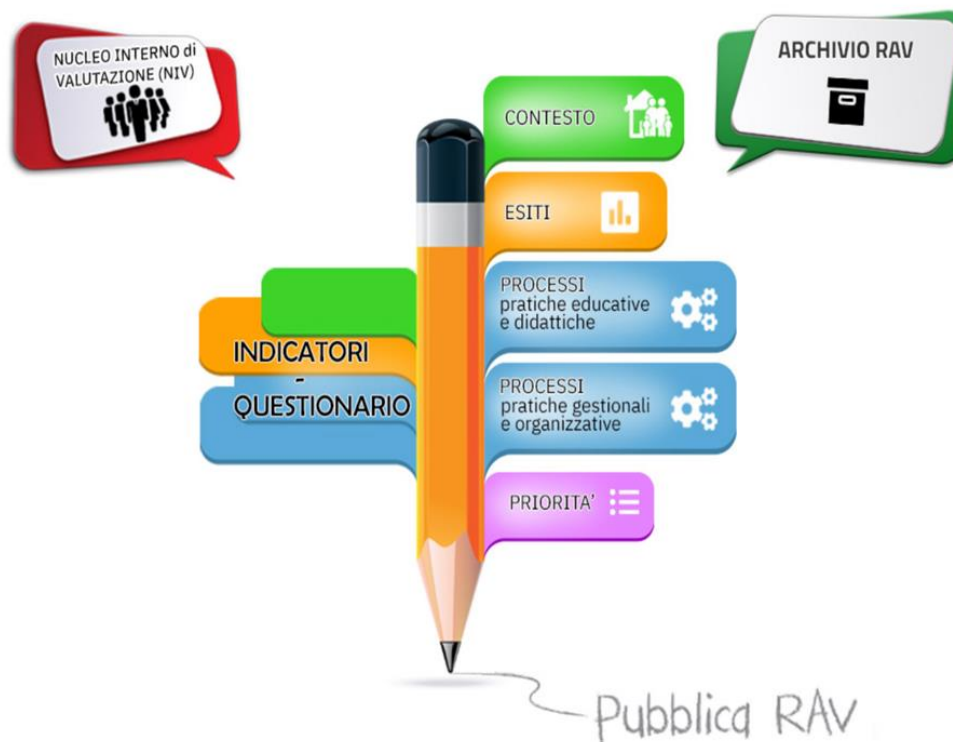 NUCLEO INTERNO di
VALUTAZIONE (NIV)
ARCHIVIO RAV
CONTESTO
ESITI
PROCESSI
pratiche educative
e didattiche
INDICATORI
-
QUESTIONARIO
PROCESSI
pratiche gestionali
e organizzative
PRIORITA'
Pubblica RAV